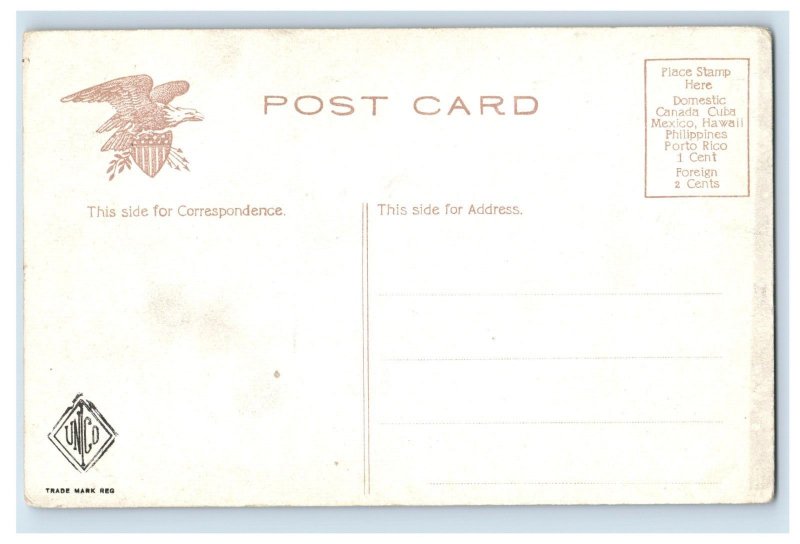 POST CARD
Place Stamp
Here
Domestic
Canada Cuba
Mexico, Hawaii
Philippines
Porto Rico
1 Cent
Foreign
2 Cents
This side for Correspondence.
This side for Address.
UNCO
TRADE MARK REG